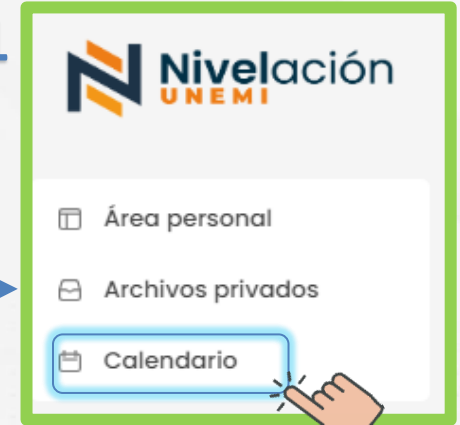 Nivelación
UNEMI
Área personal
Archivos privados
Calendario